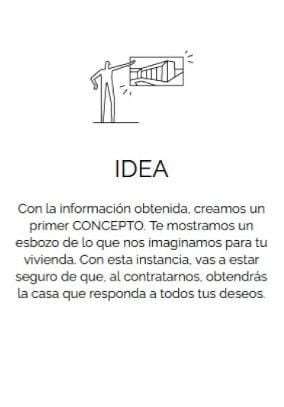 IDEA
Con la información obtenida, creamos un
primer CONCEPTO. Te mostramos un
esbozo de lo que nos imaginamos para tu
vivienda. Con esta instancia, vas a estar
seguro de que, al contratarnos, obtendrás
la casa que responda a todos tus deseos.